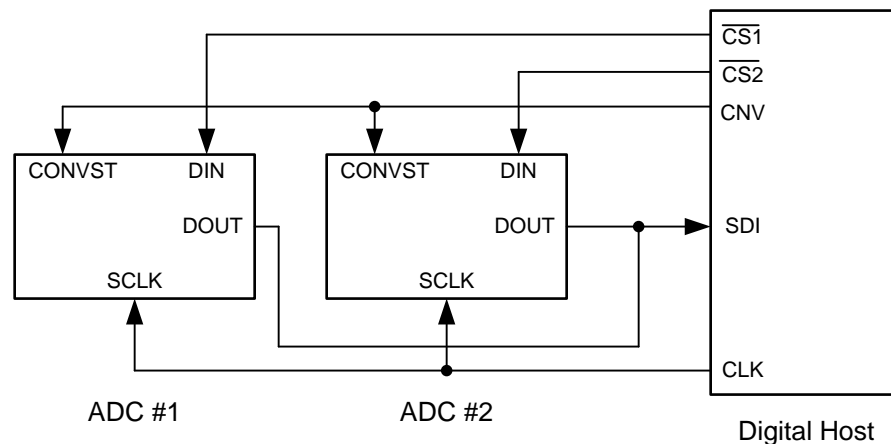 CS1
CS2
CNV
CONVST DIN CONVST DIN
DOUT DOUT SDI
SCLK SCLK
CLK
ADC #1 ADC #2
Digital Host